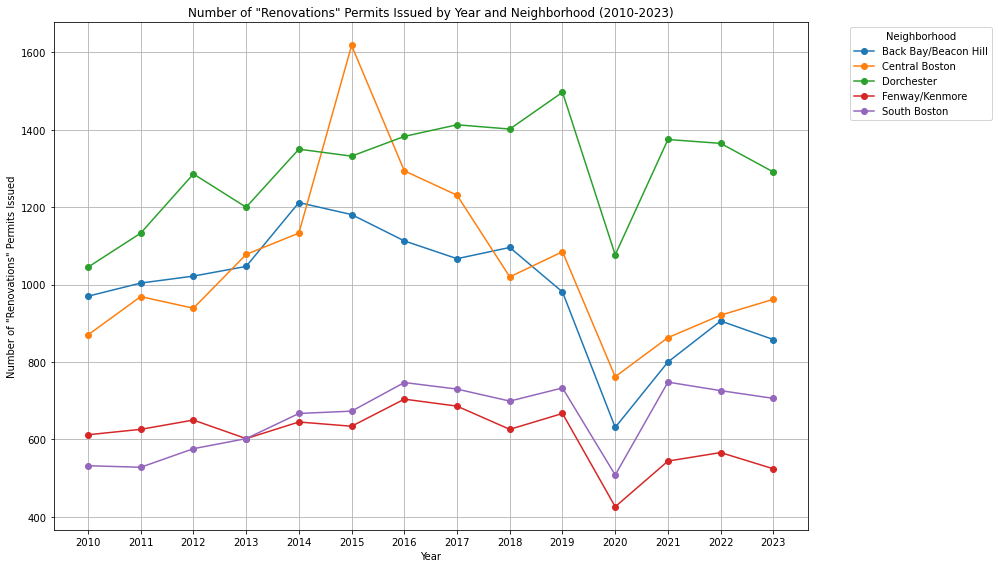 Number of "Renovations" Permits Issued by Year and Neighborhood (2010-2023)
Number of "Renovations" Permits Issued
1600
1400
1200
1000
800
600
400
2010 2011 2012 2013 2014 2015 2016 2017 2018 2019 2020 2021 2022 2023
Year
Neighborhood
Back Bay/Beacon Hill
Central Boston
Dorchester
Fenway/Kenmore
South Boston